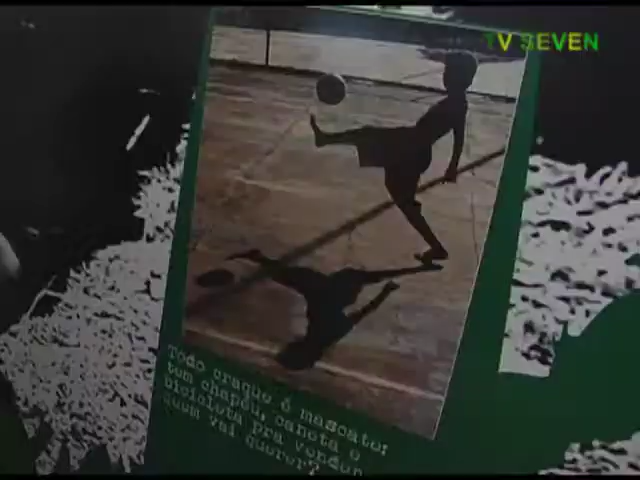 TV SEVEN
Todo craque é mascate:
tem chapéu, caneta e
bicicleta pra vender
quem vai querer?